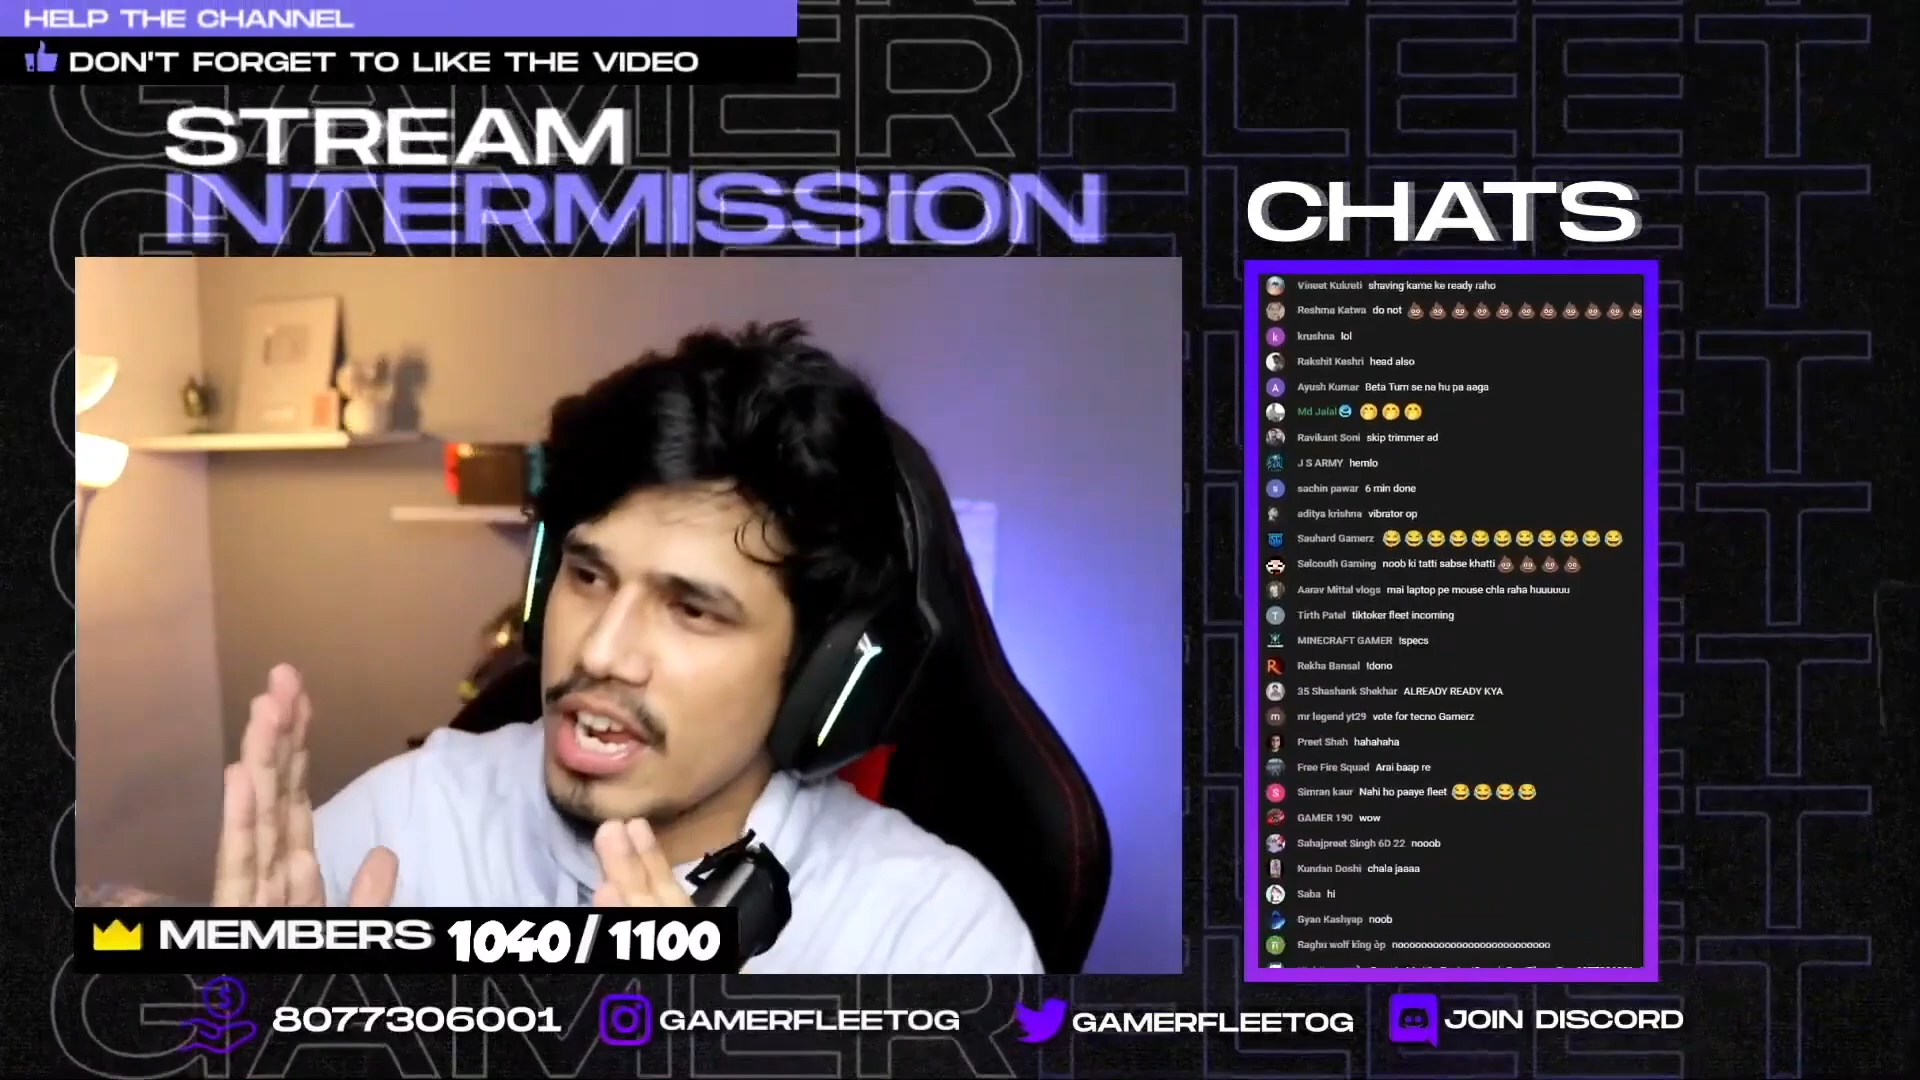 HELP THE CHANNEL
DON'T FORGET TO LIKE THE VIDEO
STREAM
INTERMISSION
CHATS
Vineet Kukreti shaving karne ke ready raho
Reshma Katwa do not 💩💩💩💩💩💩💩💩💩💩💩
k krushna lol
Rakshit Keshri head also
A Ayush Kumar Beta Tum se na hu pa aaga
Md Jalal 🤭🤭🤭
Ravikant Soni skip trimmer ad
J S ARMY hemlo
s sachin pawar 6 min done
aditya krishna vibrator op
Sauhard Gamerz 😂😂😂😂😂😂😂😂😂😂😂
Salcouth Gaming noob ki tatti sabse khatti 💩💩💩💩
Aarav Mittal vlogs mai laptop pe mouse chla raha huuuuuu
T Tirth Patel tiktoker fleet incoming
MINECRAFT GAMER !specs
Rekha Bansal !dono
35 Shashank Shekhar ALREADY READY KYA
m mr legend yt29 vote for tecno Gamerz
Preet Shah hahahaha
Free Fire Squad Arai baap re
S Simran kaur Nahi ho paaye fleet 😂😂😂😂
GAMER 190 wow
Sahajpreet Singh 6D 22 nooob
Kundan Doshi chala jaaaa
Saba hi
Gyan Kashyap noob
Raghu wolf king òp nooooooooooooooooooooooooooo
MEMBERS 1040/1100
8077306001 GAMERFLEETOG GAMERFLEETOG JOIN DISCORD
GAMERFLEET